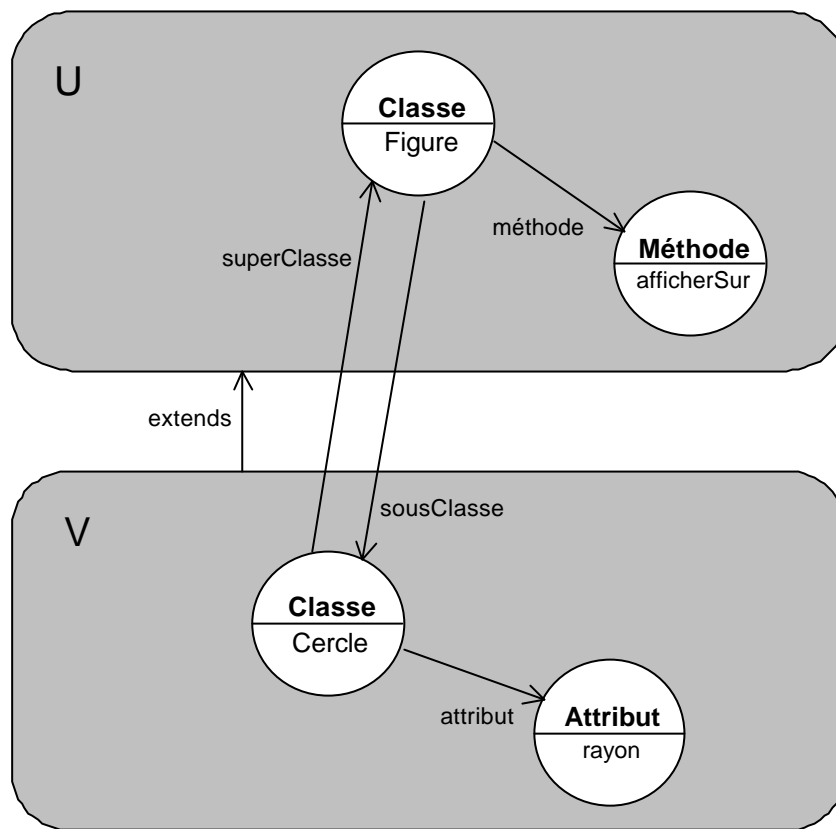 U
Classe
Figure
méthode
Méthode
afficherSur
superClasse
extends
sousClasse
V
Classe
Cercle
attribut
Attribut
rayon